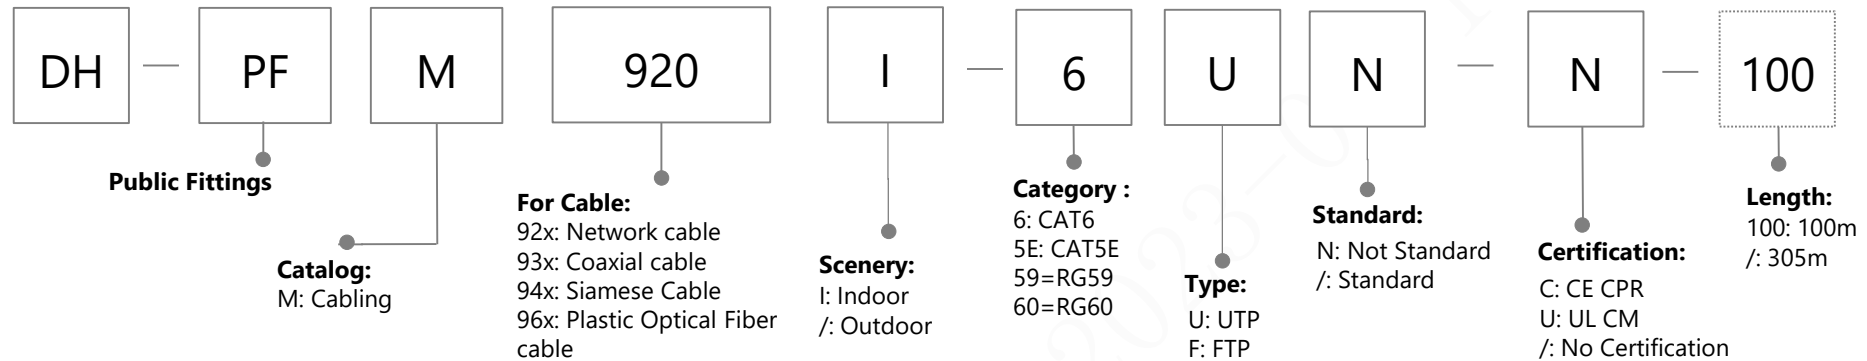 DH — PF M 920 I — 6 U N — N — 100
Public Fittings
Catalog:
M: Cabling
For Cable:
92x: Network cable
93x: Coaxial cable
94x: Siamese Cable
96x: Plastic Optical Fiber
cable
Scenery:
I: Indoor
/: Outdoor
Category :
6: CAT6
5E: CAT5E
59=RG59
60=RG60
Type:
U: UTP
F: FTP
Standard:
N: Not Standard
/: Standard
Certification:
C: CE CPR
U: UL CM
/: No Certification
Length:
100: 100m
/: 305m